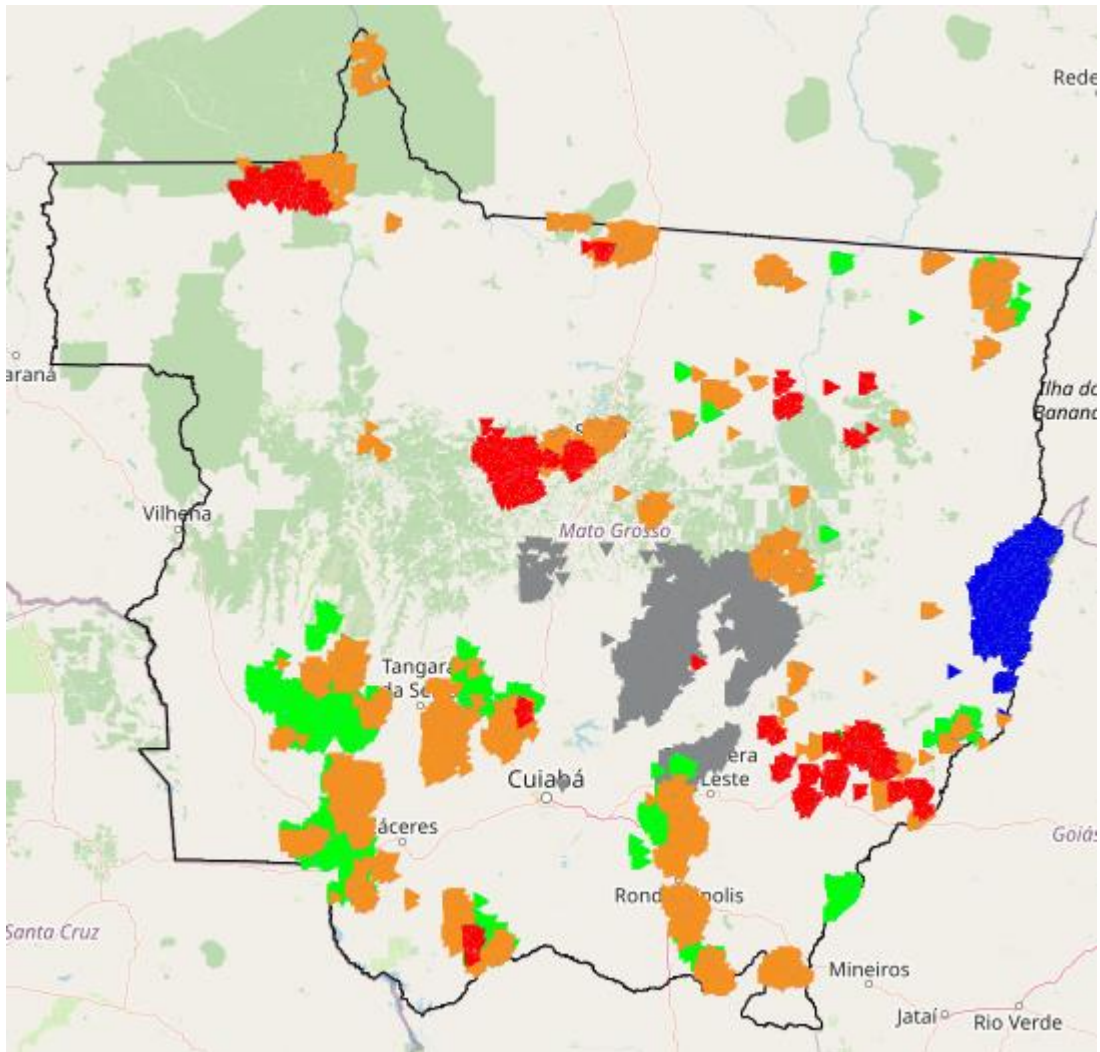 Rede
araná
Ilha do
Banana
Vilhena
Mato Grosso
Tangará
da Se
Cuiabá
era
Leste
áceres
Goiás
Rond
polis
Santa Cruz
Mineiros
Jataí
Rio Verde